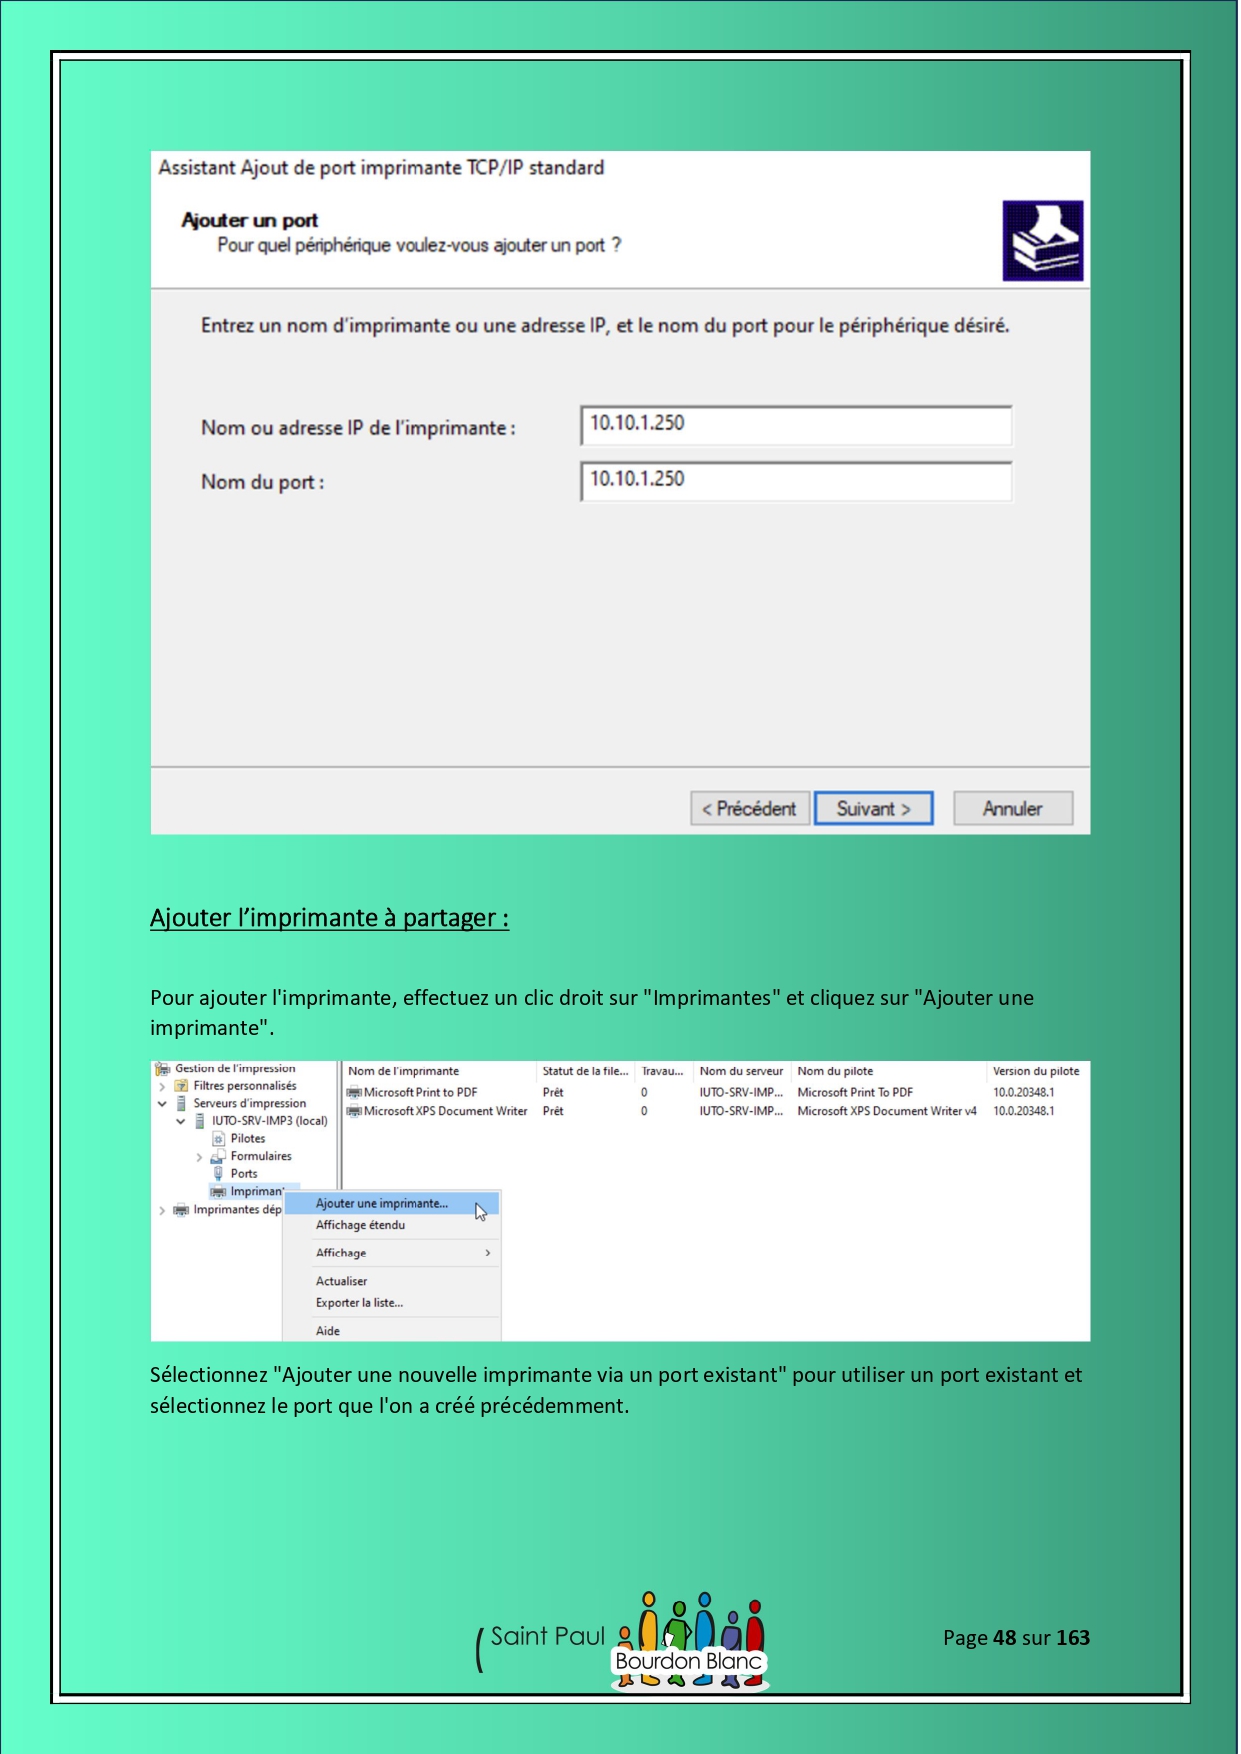 Assistant Ajout de port imprimante TCP/IP standard
Ajouter un port
Pour quel périphérique voulez-vous ajouter un port ?
Entrez un nom d'imprimante ou une adresse IP, et le nom du port pour le périphérique désiré.
Nom ou adresse IP de l'imprimante : 10.10.1.250
Nom du port : 10.10.1.250
< Précédent Suivant > Annuler
Ajouter l’imprimante à partager :
Pour ajouter l'imprimante, effectuez un clic droit sur "Imprimantes" et cliquez sur "Ajouter une
imprimante".
Gestion de l'impression
Filtres personnalisés
Serveurs d'impression
IUTO-SRV-IMP3 (local)
Pilotes
Formulaires
Ports
Imprimant
Imprimantes dép
Nom de l'imprimante Statut de la file... Travau... Nom du serveur Nom du pilote Version du pilote
Microsoft Print to PDF Prêt 0 IUTO-SRV-IMP... Microsoft Print To PDF 10.0.20348.1
Microsoft XPS Document Writer Prêt 0 IUTO-SRV-IMP... Microsoft XPS Document Writer v4 10.0.20348.1
Ajouter une imprimante...
Affichage étendu
Affichage >
Actualiser
Exporter la liste...
Aide
Sélectionnez "Ajouter une nouvelle imprimante via un port existant" pour utiliser un port existant et
sélectionnez le port que l'on a créé précédemment.
Saint Paul
Bourdon Blanc
Page 48 sur 163